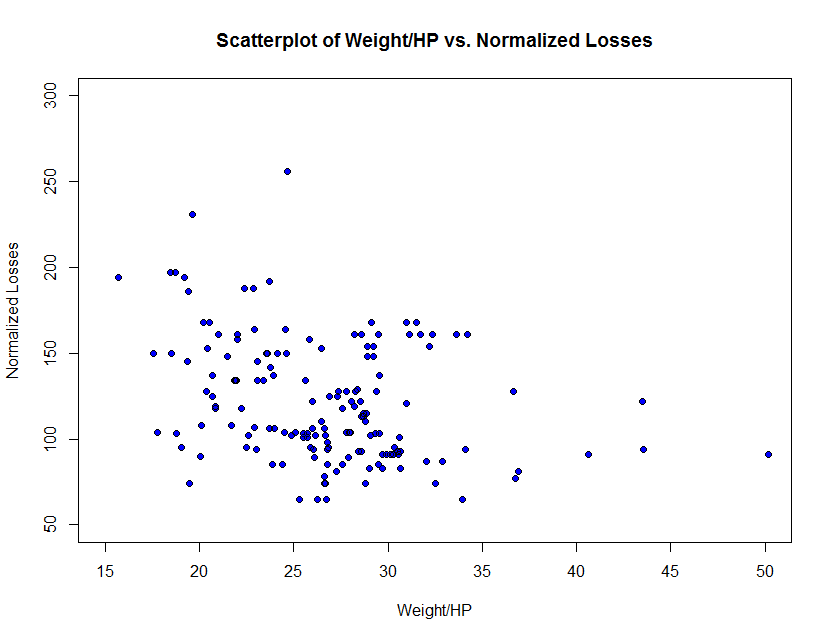 Scatterplot of Weight/HP vs. Normalized Losses
Normalized Losses
300
250
200
150
100
50
15 20 25 30 35 40 45 50
Weight/HP